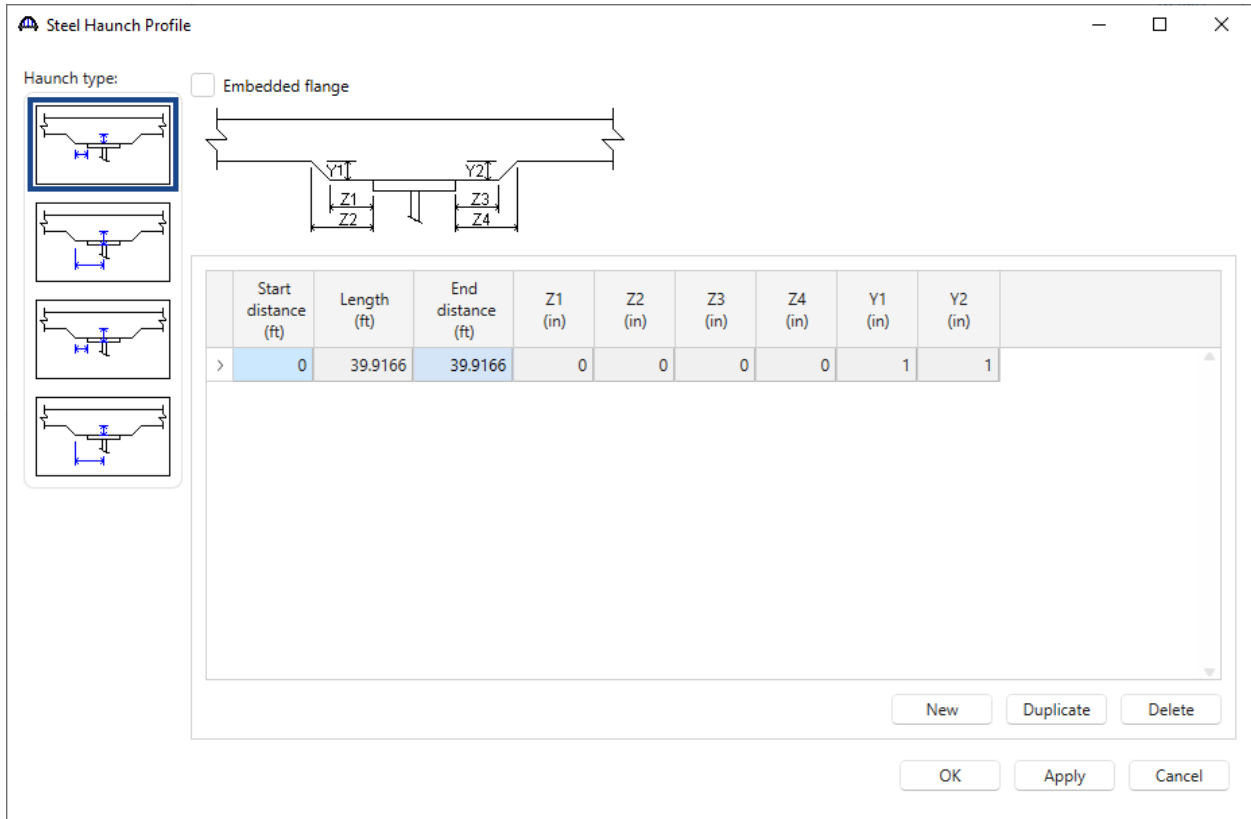 Steel Haunch Profile
Haunch type:
Embedded flange
Y1
Y2
Z1
Z3
Z2
Z4
Start distance (ft) Length (ft) End distance (ft) Z1 (in) Z2 (in) Z3 (in) Z4 (in) Y1 (in) Y2 (in)
> 0 39.9166 39.9166 0 0 0 0 1 1
New Duplicate Delete
OK Apply Cancel